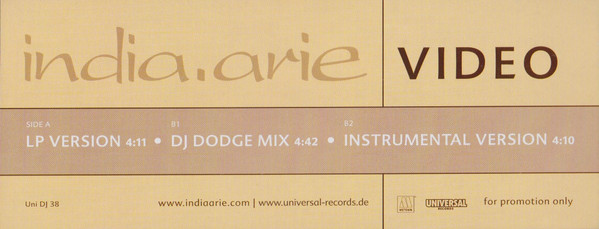 india.arie VIDEO
SIDE A B1 B2
LP VERSION 4:11 • DJ DODGE MIX 4:42 • INSTRUMENTAL VERSION 4:10
Uni DJ 38 www.indiaarie.com | www.universal-records.de UNIVERSAL for promotion only
RECORDS